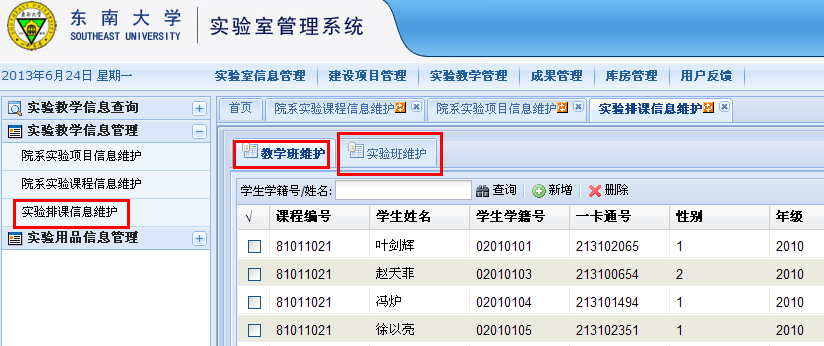 东南大学
SOUTHEAST UNIVERSITY
实验室管理系统
2013年6月24日 星期一
实验室信息管理 建设项目管理 实验教学管理 成果管理 库房管理 用户反馈
实验教学信息查询
实验教学信息管理
院系实验项目信息维护
院系实验课程信息维护
实验排课信息维护
实验用品信息管理
首页 院系实验课程信息维护 院系实验项目信息维护 实验排课信息维护
教学班维护 实验班维护
学生学籍号/姓名: 查询 新增 删除
√ 课程编号 学生姓名 学生学籍号 一卡通号 性别 年级
81011021 叶剑辉 02010101 213102065 1 2010
81011021 赵天菲 02010103 213100654 2 2010
81011021 冯炉 02010104 213101494 1 2010
81011021 徐以亮 02010105 213102351 1 2010